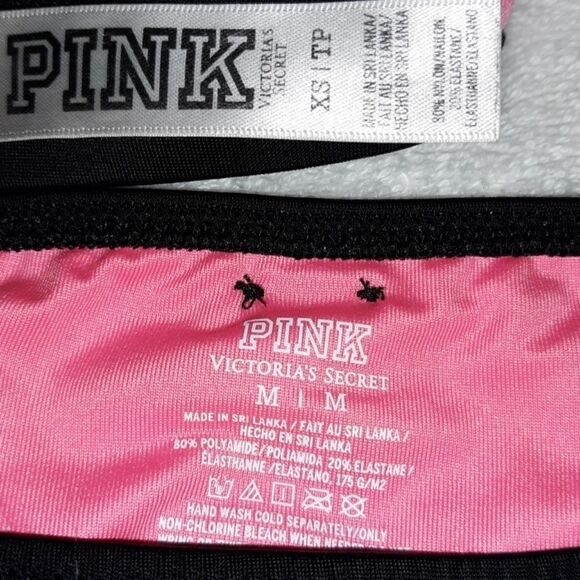 PINK
VICTORIA'S
SECRET
XS | TP
MADE IN SRI LANKA/
FAIT AU SRI LANKA/
HECHO EN SRI LANKA
80% NYLON/NAILON
20% ELASTANE/
ELASTHANNE/ELASTANO
PINK
VICTORIA'S SECRET
M | M
MADE IN SRI LANKA / FAIT AU SRI LANKA /
HECHO EN SRI LANKA
80% POLYAMIDE/POLIAMIDA 20% ELASTANE/
ÉLASTHANNE/ELASTANO, 175 G/M2
HAND WASH COLD SEPARATELY/ONLY
NON-CHLORINE BLEACH WHEN NEEDED/